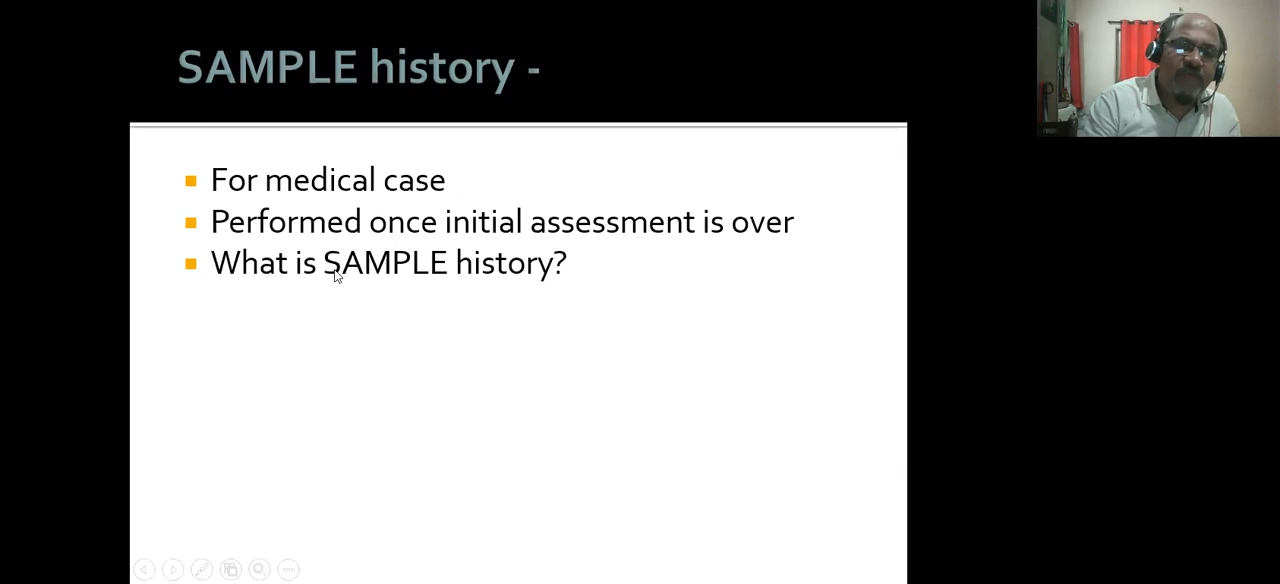 SAMPLE history -
For medical case
Performed once initial assessment is over
What is SAMPLE history?